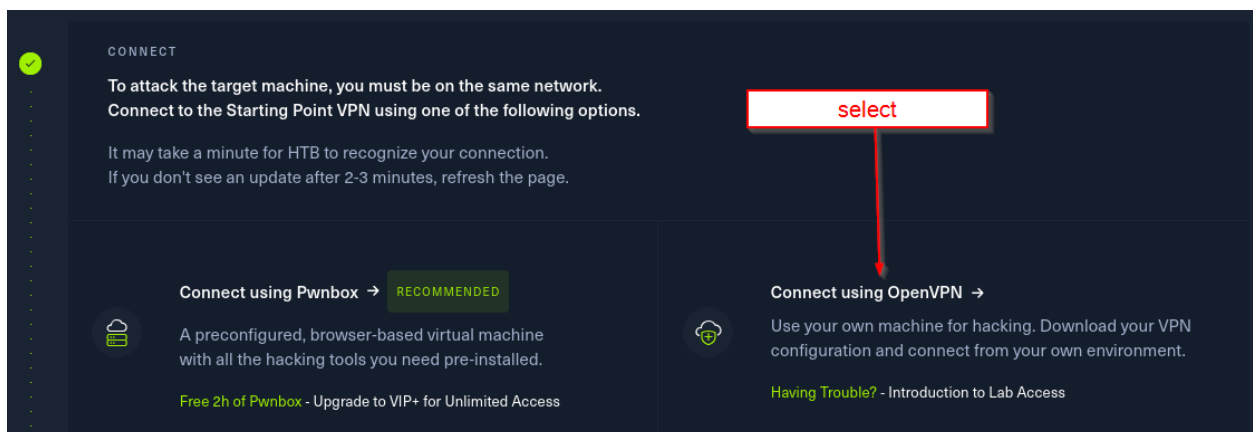 CONNECT
To attack the target machine, you must be on the same network.
Connect to the Starting Point VPN using one of the following options.
select
It may take a minute for HTB to recognize your connection.
If you don't see an update after 2-3 minutes, refresh the page.
Connect using Pwnbox → RECOMMENDED
A preconfigured, browser-based virtual machine
with all the hacking tools you need pre-installed.
Free 2h of Pwnbox - Upgrade to VIP+ for Unlimited Access
Connect using OpenVPN →
Use your own machine for hacking. Download your VPN
configuration and connect from your own environment.
Having Trouble? - Introduction to Lab Access